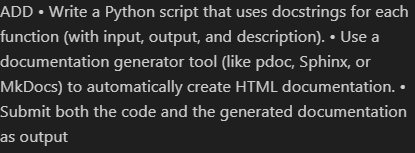 ADD • Write a Python script that uses docstrings for each
function (with input, output, and description). • Use a
documentation generator tool (like pdoc, Sphinx, or
MkDocs) to automatically create HTML documentation. •
Submit both the code and the generated documentation
as output